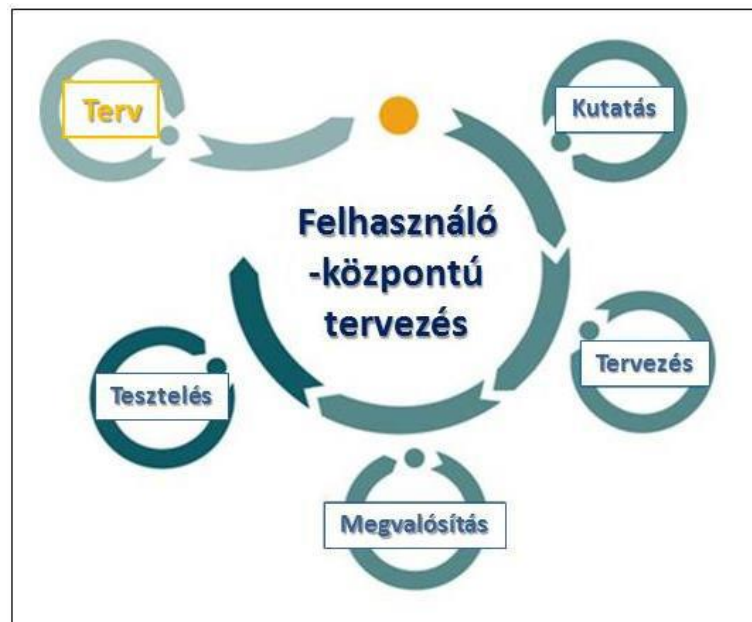 Terv
Kutatás
Felhasználó
-központú
tervezés
Tervezés
Tesztelés
Megvalósítás